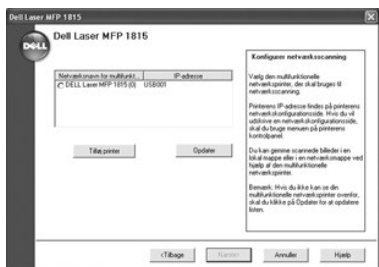 Dell Laser MFP 1815
DELL
Dell Laser MFP 1815
Netværksnavn for multifunkt... IP-adresse
DELL Laser MFP 1815(0) USB001
Tilføj printer
Opdater
Konfigurer netværksscanning
Vælg den multifunktionelle
netværksprinter, der skal bruges til
netværksscanning.
Printerens IP-adresse findes på printerens
netværkskonfigurationsside. Hvis du vil
udskrive en konfigurationsside,
skal du bruge menuen på printerens
kontrolpanel.
Du kan gemme scannede billeder i en
lokal mappe eller i en netværksmappe ved
hjælp af den multifunktionelle
netværksprinter.
Bemærk: Hvis du ikke kan se din
multifunktionelle netværksprinter ovenfor,
skal du klikke på Opdater for at opdatere
listen.
<Tilbage
Næste>
Annuller
Hjælp